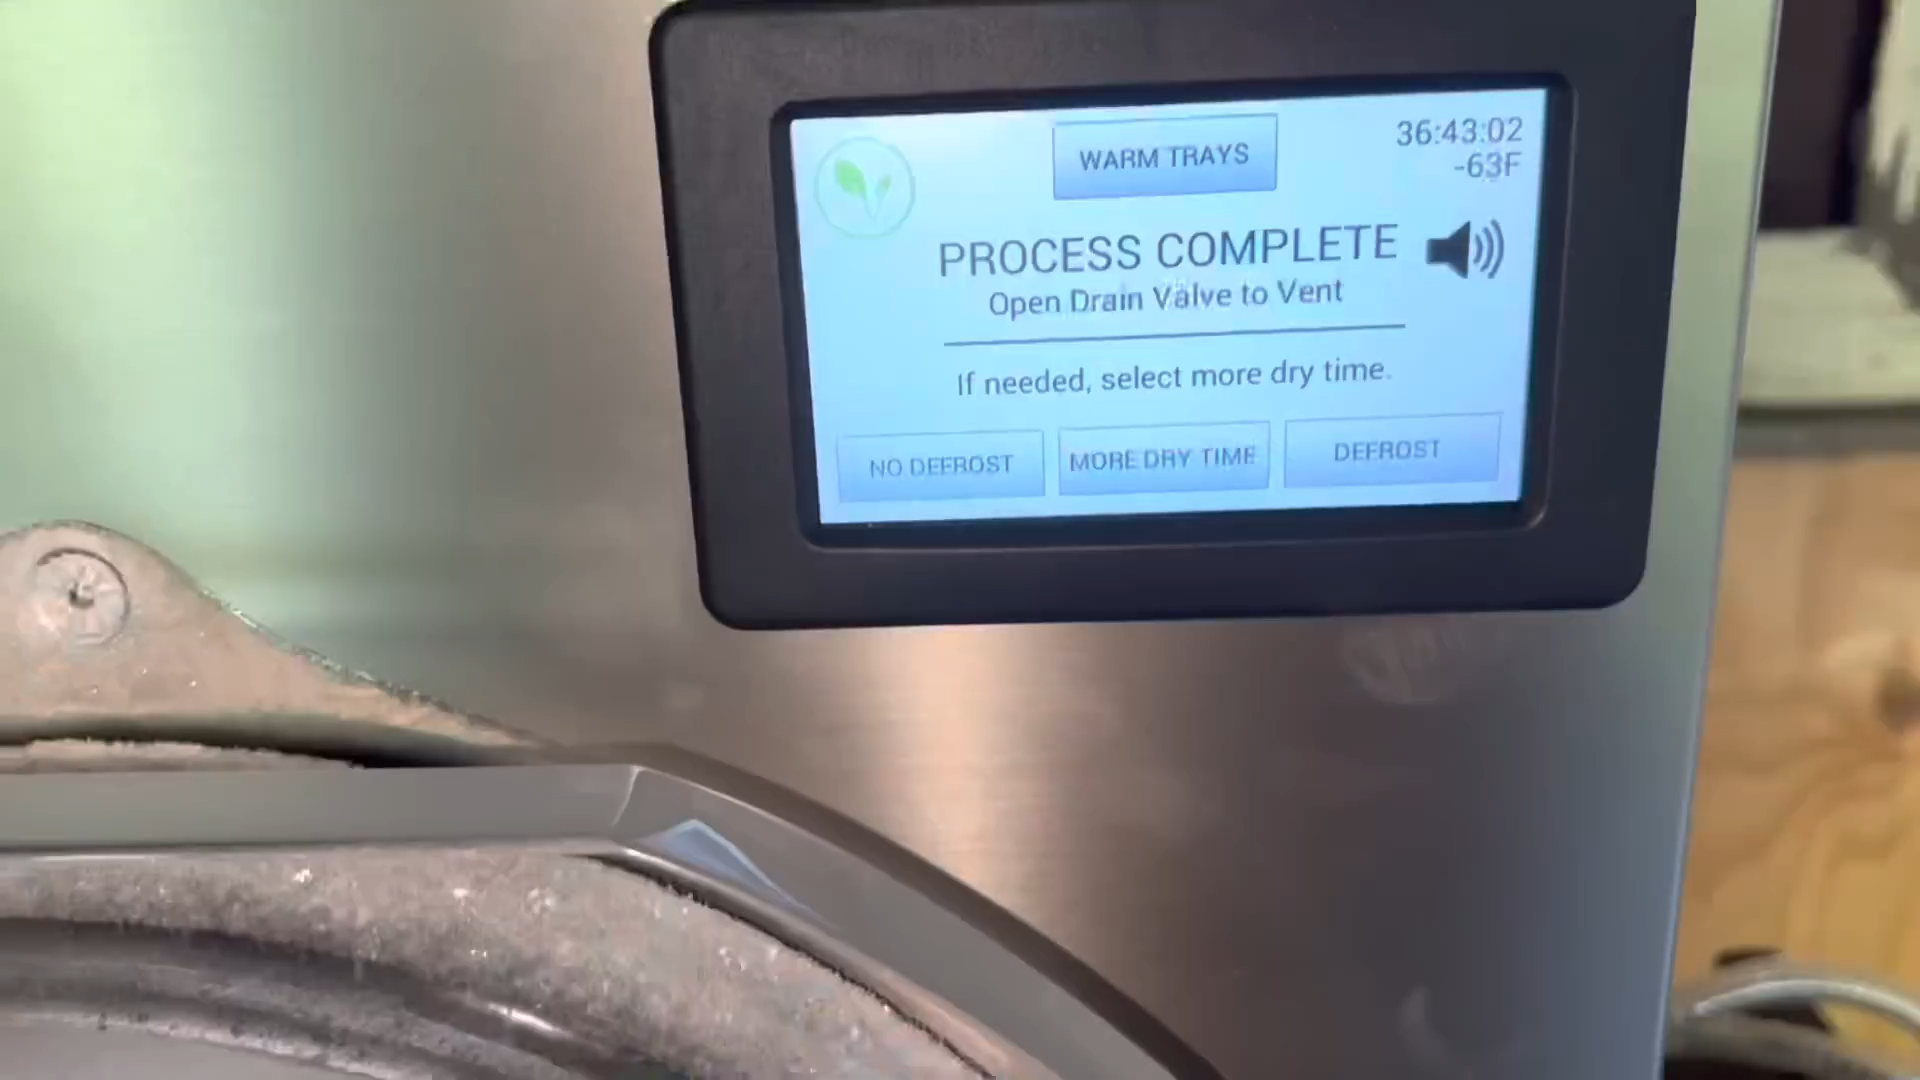 WARM TRAYS
36:43:02
-63F
PROCESS COMPLETE
Open Drain Valve to Vent
If needed, select more dry time.
NO DEFROST
MORE DRY TIME
DEFROST